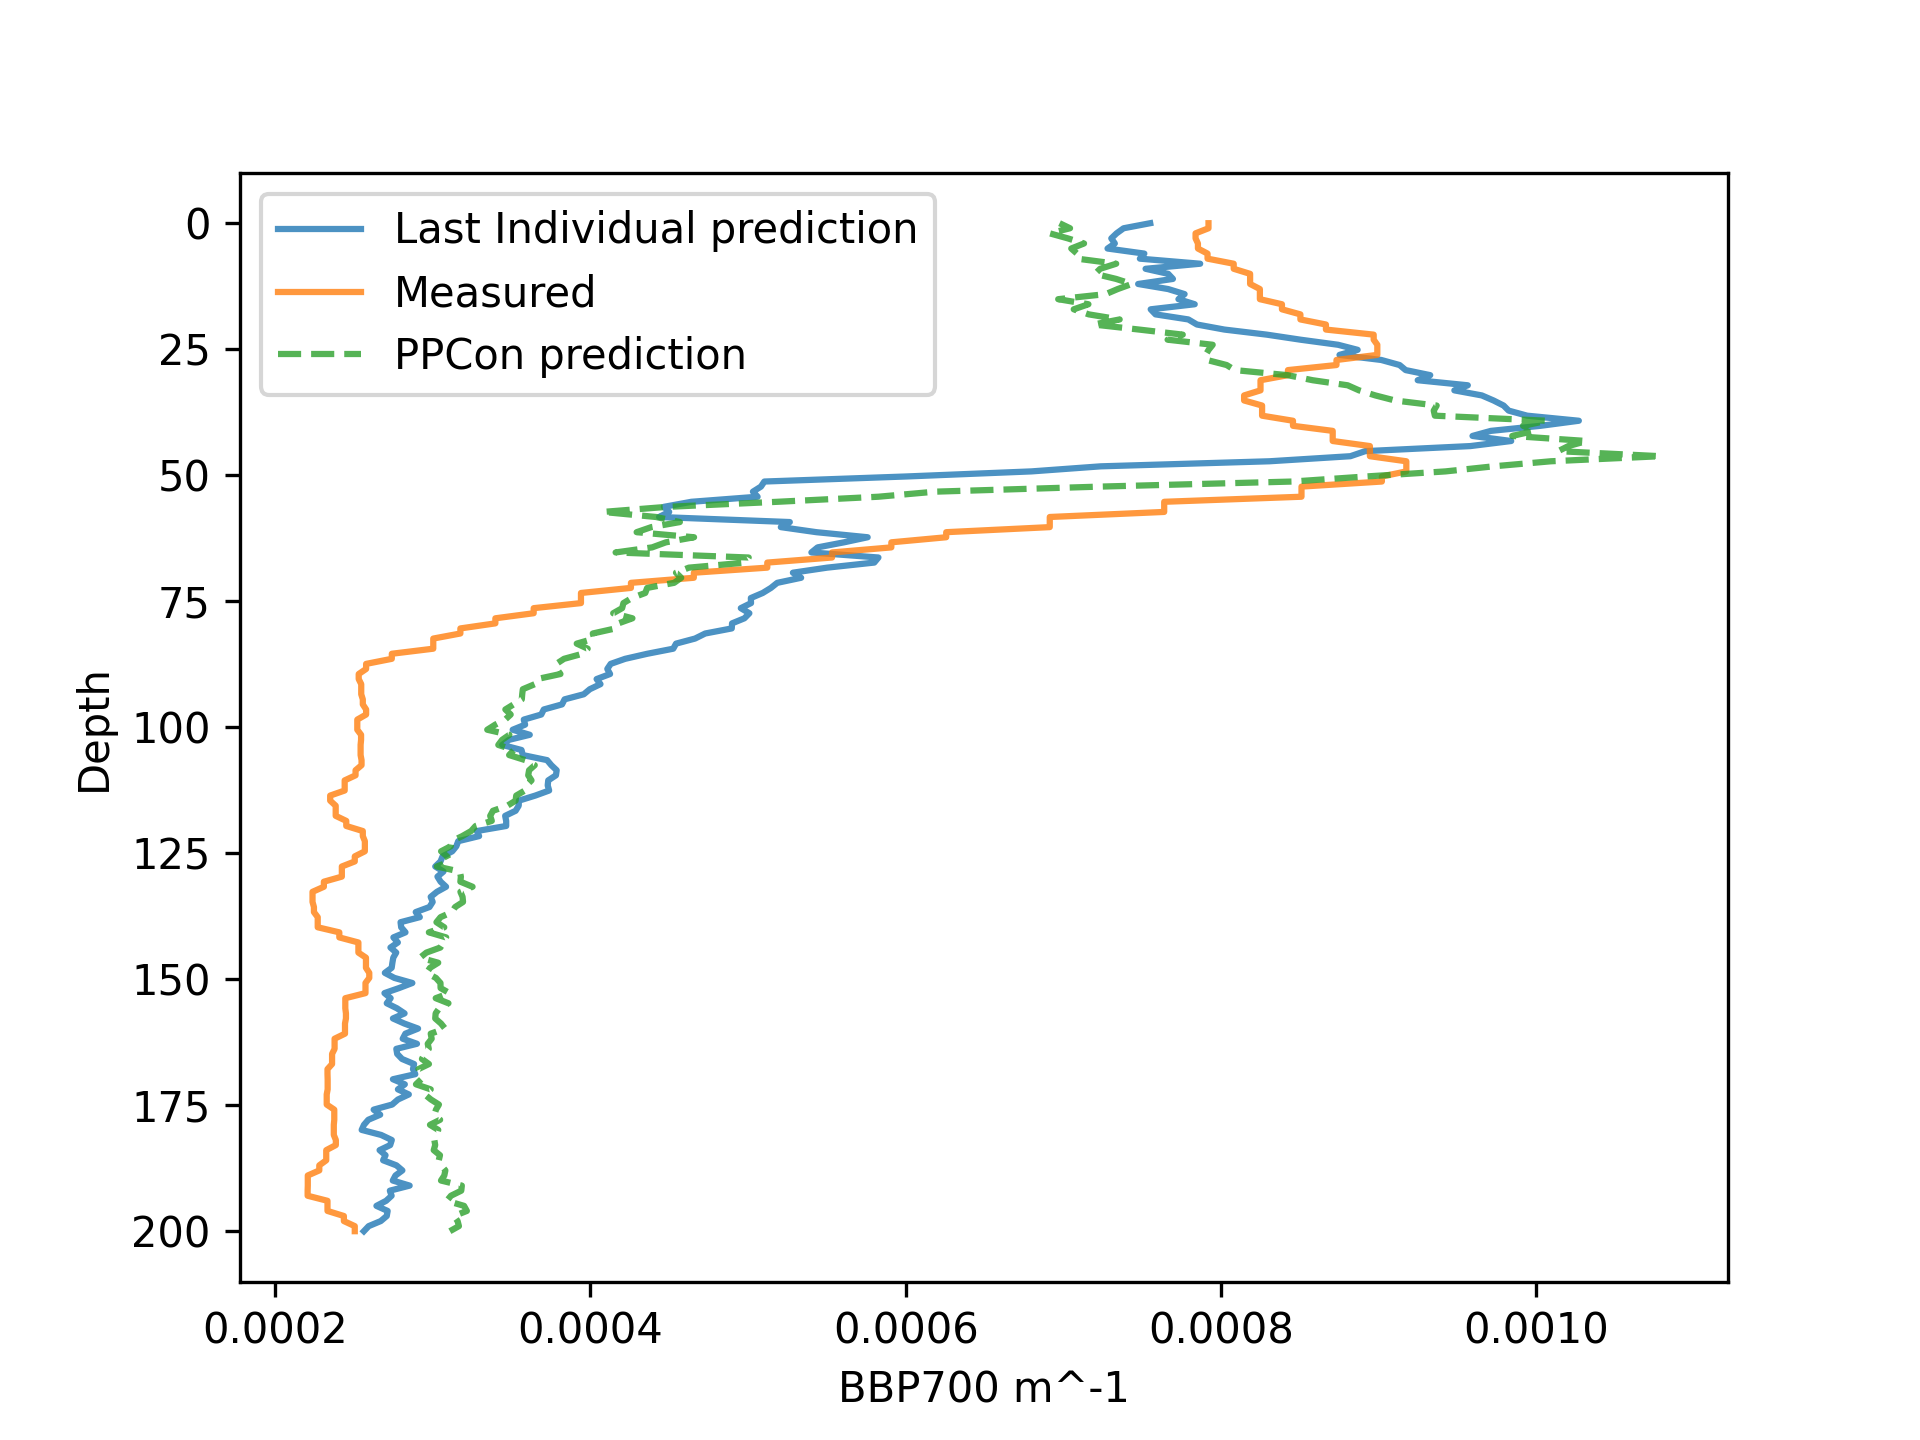 Last Individual prediction
Measured
PPCon prediction
0
25
50
75
100
125
150
175
200
Depth
0.0002 0.0004 0.0006 0.0008 0.0010
BBP700 m^-1